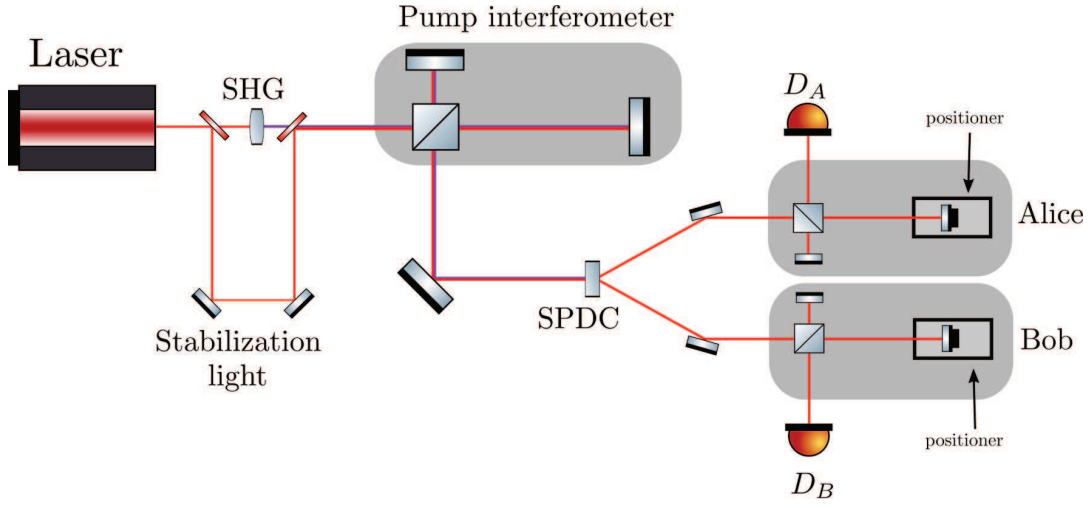 Pump interferometer
Laser
SHG
D_A
positioner
Alice
SPDC
Stabilization
light
Bob
positioner
D_B